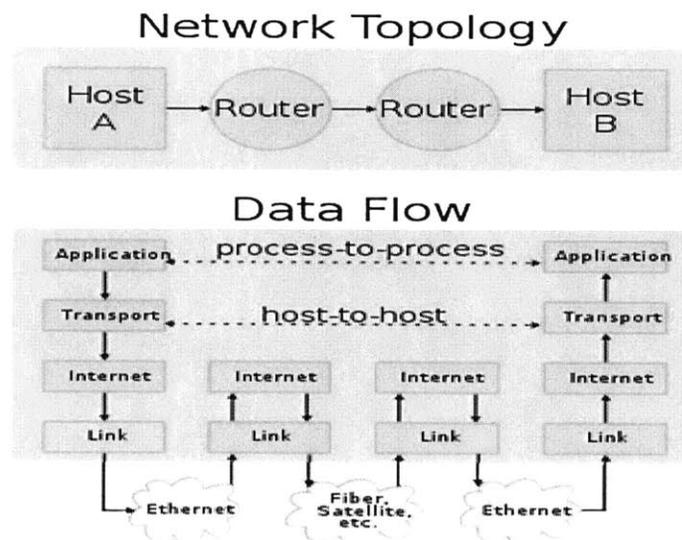 Network Topology
Host
A
Router
Router
Host
B
Data Flow
Application
process-to-process
Application
Transport
host-to-host
Transport
Internet
Internet
Internet
Internet
Link
Link
Link
Link
Ethernet
Fiber,
Satellite,
etc.
Ethernet